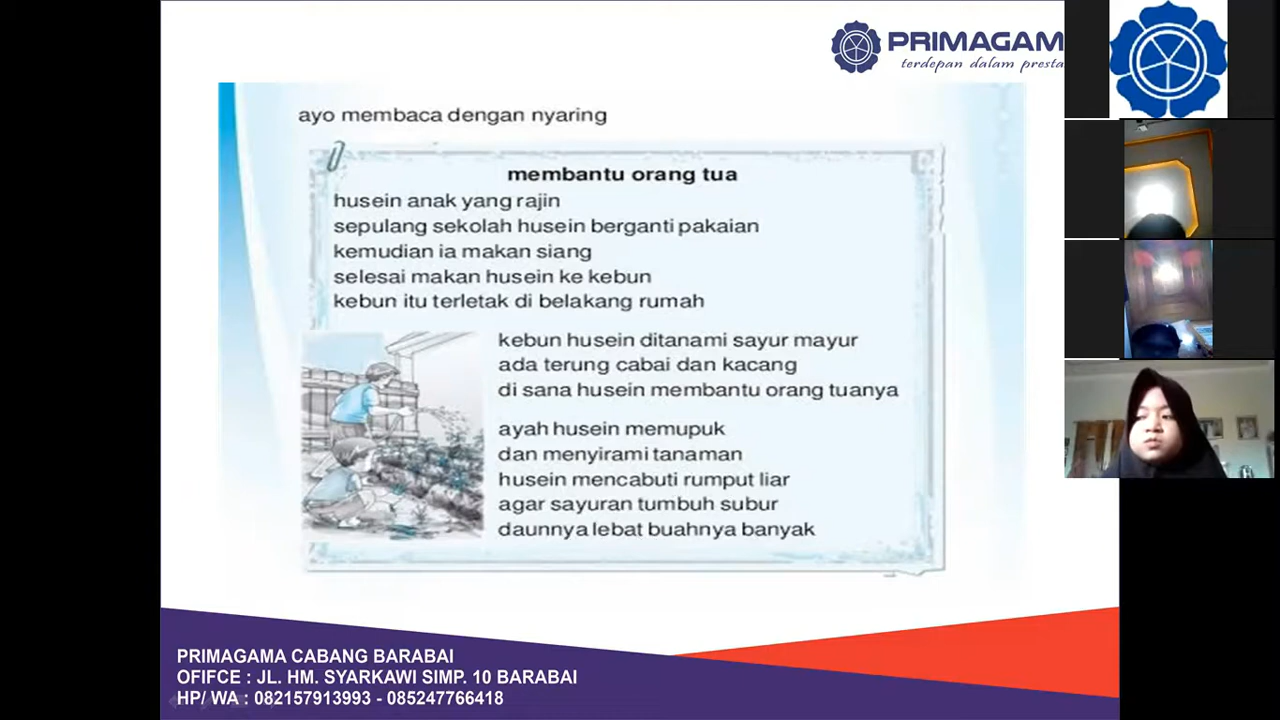 PRIMAGAM
terdepan dalam presta
ayo membaca dengan nyaring
membantu orang tua
husein anak yang rajin
sepulang sekolah husein berganti pakaian
kemudian ia makan siang
selesai makan husein ke kebun
kebun itu terletak di belakang rumah
kebun husein ditanami sayur mayur
ada terung cabai dan kacang
di sana husein membantu orang tuanya
ayah husein memupuk
dan menyirami tanaman
husein mencabuti rumput liar
agar sayuran tumbuh subur
daunnya lebat buahnya banyak
PRIMAGAMA CABANG BARABAI
OFIFCE : JL. HM. SYARKAWI SIMP. 10 BARABAI
HP/ WA : 082157913993 - 085247766418